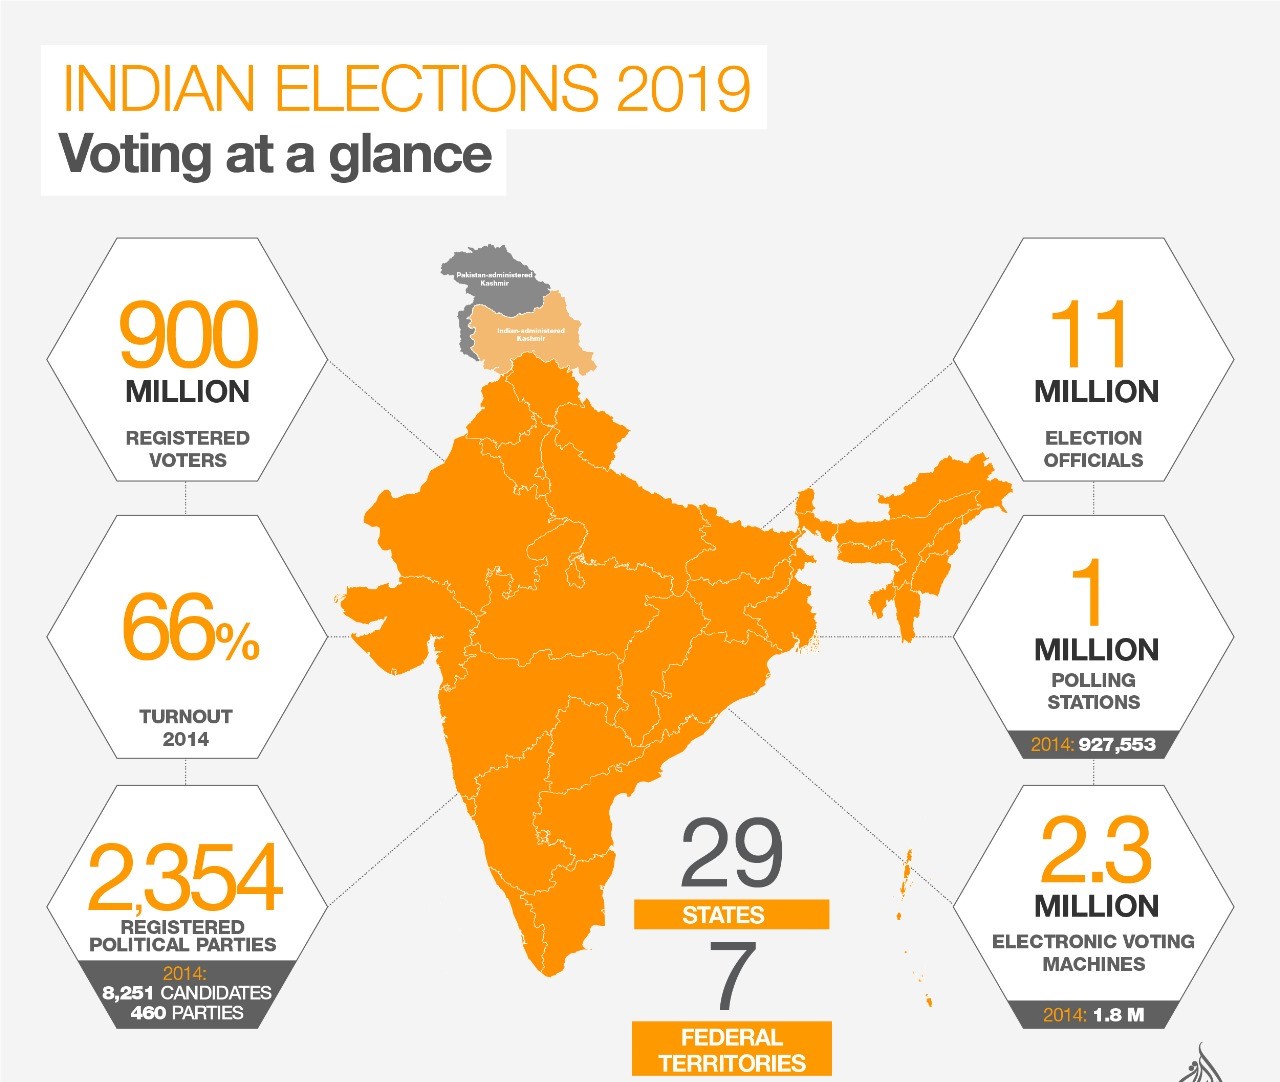 INDIAN ELECTIONS 2019
Voting at a glance
900
MILLION
REGISTERED
VOTERS
66%
TURNOUT
2014
2,354
REGISTERED
POLITICAL PARTIES
2014:
8,251 CANDIDATES
460 PARTIES
Pakistan-administered
Kashmir
Indian-administered
Kashmir
29
STATES
7
FEDERAL
TERRITORIES
11
MILLION
ELECTION
OFFICIALS
1
MILLION
POLLING
STATIONS
2014: 927,553
2.3
MILLION
ELECTRONIC VOTING
MACHINES
2014: 1.8 M